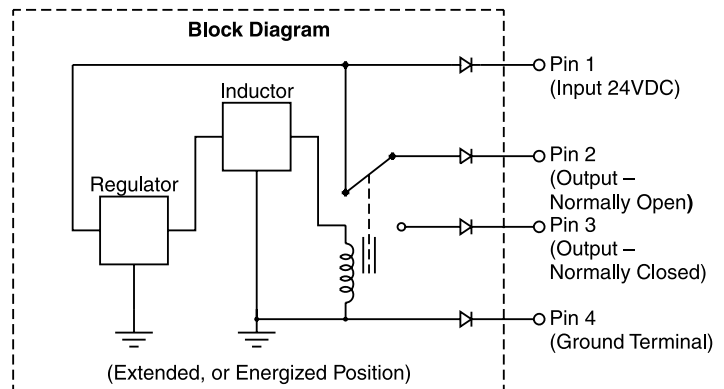 Block Diagram
Pin 1
(Input 24VDC)
Inductor
Pin 2
(Output –
Normally Open)
Regulator
Pin 3
(Output –
Normally Closed)
Pin 4
(Ground Terminal)
(Extended, or Energized Position)